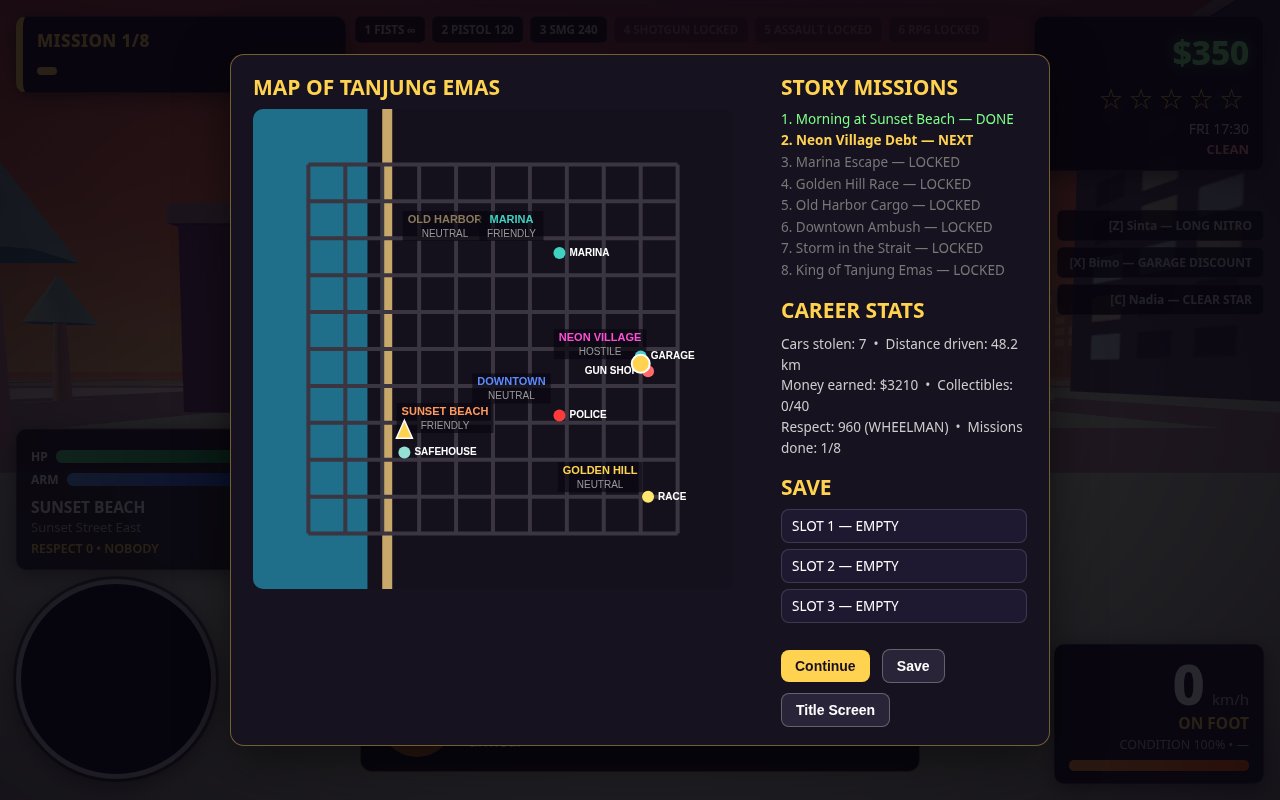 MISSION 1/8
1 FISTS ∞
2 PISTOL 120
3 SMG 240
4 SHOTGUN LOCKED
5 ASSAULT LOCKED
6 RPG LOCKED
$350
☆☆☆☆☆
FRI 17:30
CLEAN
MAP OF TANJUNG EMAS
OLD HARBOR
NEUTRAL
MARINA
FRIENDLY
MARINA
NEON VILLAGE
HOSTILE
GARAGE
GUN SHOP
DOWNTOWN
NEUTRAL
SUNSET BEACH
FRIENDLY
POLICE
SAFEHOUSE
GOLDEN HILL
NEUTRAL
RACE
STORY MISSIONS
1. Morning at Sunset Beach — DONE
2. Neon Village Debt — NEXT
3. Marina Escape — LOCKED
4. Golden Hill Race — LOCKED
5. Old Harbor Cargo — LOCKED
6. Downtown Ambush — LOCKED
7. Storm in the Strait — LOCKED
8. King of Tanjung Emas — LOCKED
CAREER STATS
Cars stolen: 7 • Distance driven: 48.2
km
Money earned: $3210 • Collectibles:
0/40
Respect: 960 (WHEELMAN) • Missions
done: 1/8
SAVE
SLOT 1 — EMPTY
SLOT 2 — EMPTY
SLOT 3 — EMPTY
Continue
Save
Title Screen
[Z] Sinta — LONG NITRO
[X] Bimo — GARAGE DISCOUNT
[C] Nadia — CLEAR STAR
HP
ARM
SUNSET BEACH
Sunset Street East
RESPECT 0 • NOBODY
0 km/h
ON FOOT
CONDITION 100% • —